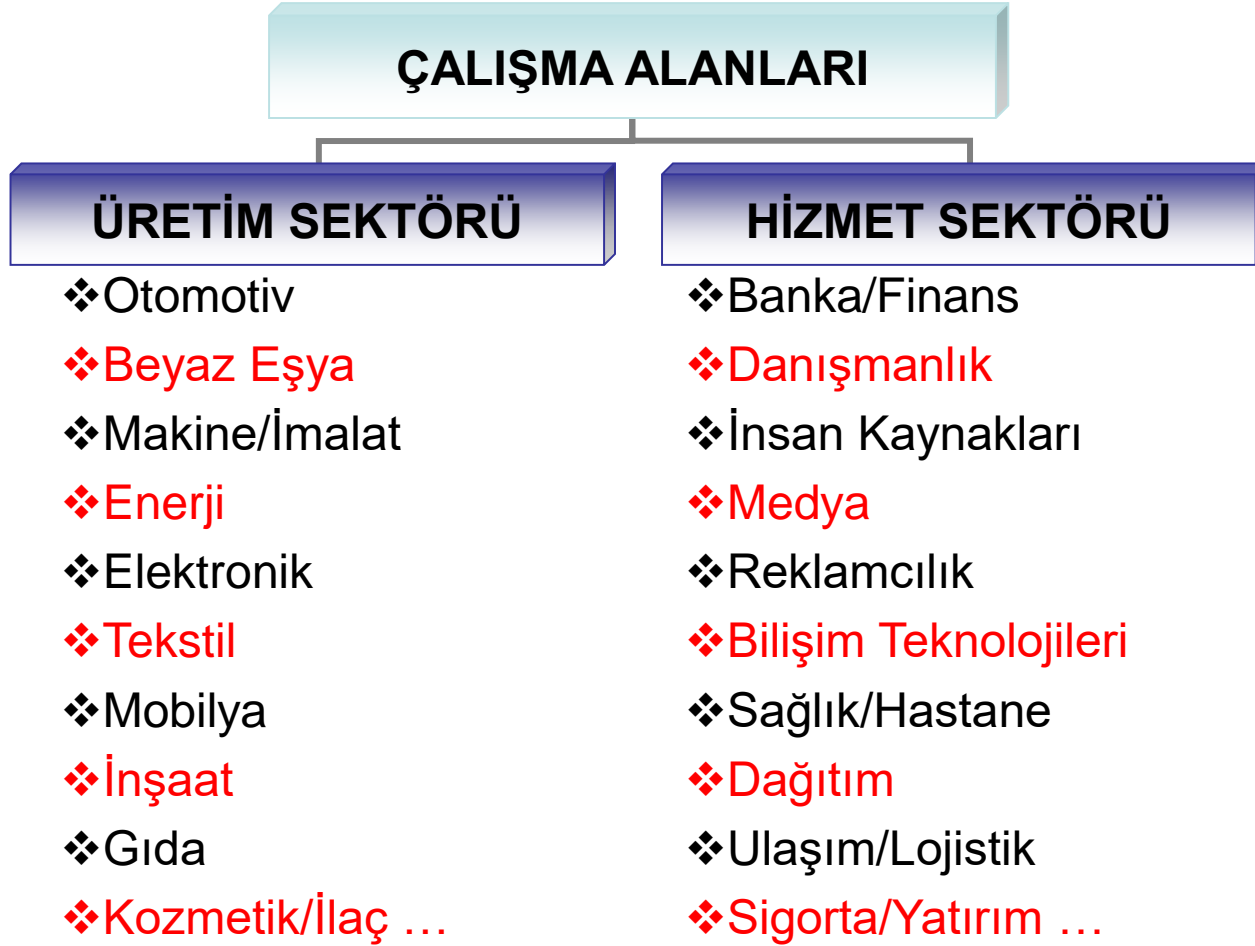 ÇALIŞMA ALANLARI
ÜRETİM SEKTÖRÜ
❖Otomotiv
❖Beyaz Eşya
❖Makine/İmalat
❖Enerji
❖Elektronik
❖Tekstil
❖Mobilya
❖İnşaat
❖Gıda
❖Kozmetik/İlaç …
HİZMET SEKTÖRÜ
❖Banka/Finans
❖Danışmanlık
❖İnsan Kaynakları
❖Medya
❖Reklamcılık
❖Bilişim Teknolojileri
❖Sağlık/Hastane
❖Dağıtım
❖Ulaşım/Lojistik
❖Sigorta/Yatırım …